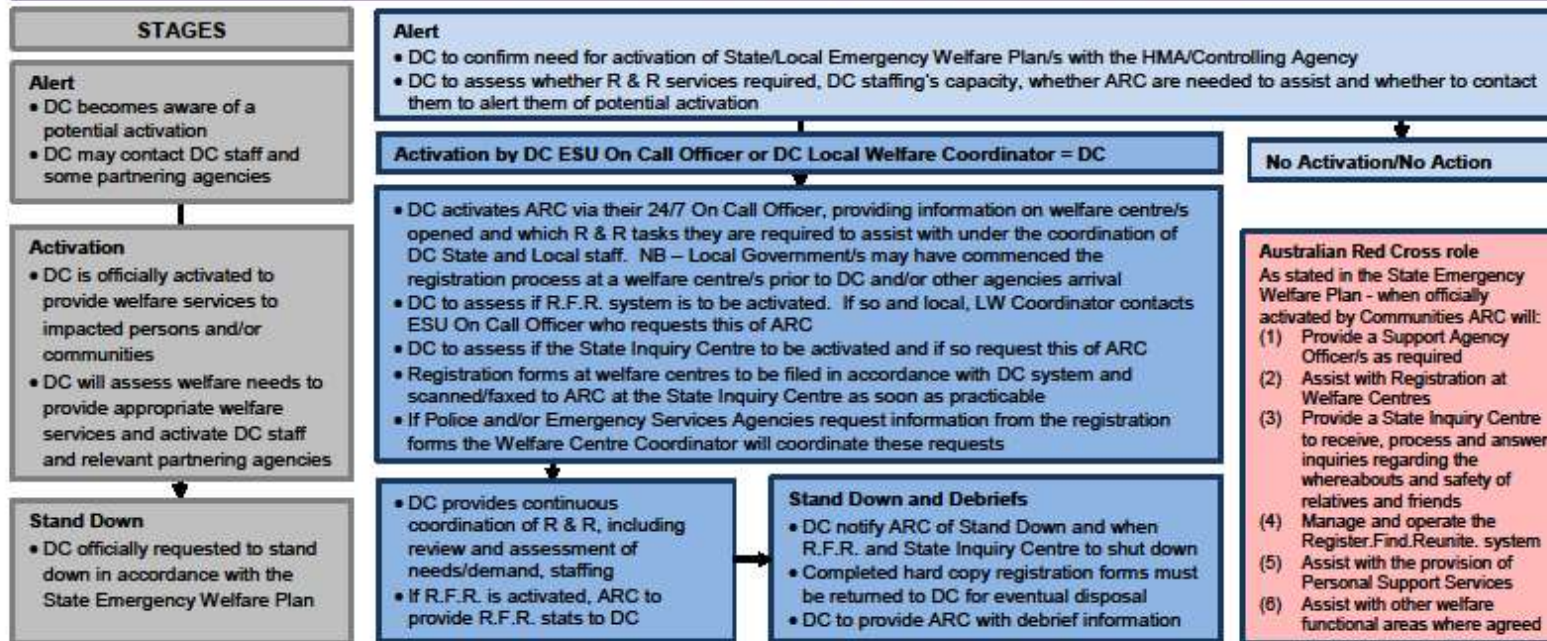 STAGES
Alert
• DC becomes aware of a
potential activation
• DC may contact DC staff and
some partnering agencies
Activation
• DC is officially activated to
provide welfare services to
impacted persons and/or
communities
• DC will assess welfare needs to
provide appropriate welfare
services and activate DC staff
and relevant partnering agencies
Stand Down
• DC officially requested to stand
down in accordance with the
State Emergency Welfare Plan
Alert
• DC to confirm need for activation of State/Local Emergency Welfare Plan/s with the HMA/Controlling Agency
• DC to assess whether R & R services required, DC staffing's capacity, whether ARC are needed to assist and whether to contact
them to alert them of potential activation
Activation by DC ESU On Call Officer or DC Local Welfare Coordinator = DC
No Activation/No Action
• DC activates ARC via their 24/7 On Call Officer, providing information on welfare centre/s
opened and which R & R tasks they are required to assist with under the coordination of
DC State and Local staff. NB – Local Government/s may have commenced the
registration process at a welfare centre/s prior to DC and/or other agencies arrival
• DC to assess if R.F.R. system is to be activated. If so and local, LW Coordinator contacts
ESU On Call Officer who requests this of ARC
• DC to assess if the State Inquiry Centre to be activated and if so request this of ARC
• Registration forms at welfare centres to be filed in accordance with DC system and
scanned/faxed to ARC at the State Inquiry Centre as soon as practicable
• If Police and/or Emergency Services Agencies request information from the registration
forms the Welfare Centre Coordinator will coordinate these requests
• DC provides continuous
coordination of R & R, including
review and assessment of
needs/demand, staffing
• If R.F.R. is activated, ARC to
provide R.F.R. stats to DC
Stand Down and Debriefs
• DC notify ARC of Stand Down and when
R.F.R. and State Inquiry Centre to shut down
• Completed hard copy registration forms must
be returned to DC for eventual disposal
• DC to provide ARC with debrief information
Australian Red Cross role
As stated in the State Emergency
Welfare Plan - when officially
activated by Communities ARC will:
(1) Provide a Support Agency
Officer/s as required
(2) Assist with Registration at
Welfare Centres
(3) Provide a State Inquiry Centre
to receive, process and answer
inquiries regarding the
whereabouts and safety of
relatives and friends
(4) Manage and operate the
Register.Find.Reunite. system
(5) Assist with the provision of
Personal Support Services
(6) Assist with other welfare
functional areas where agreed